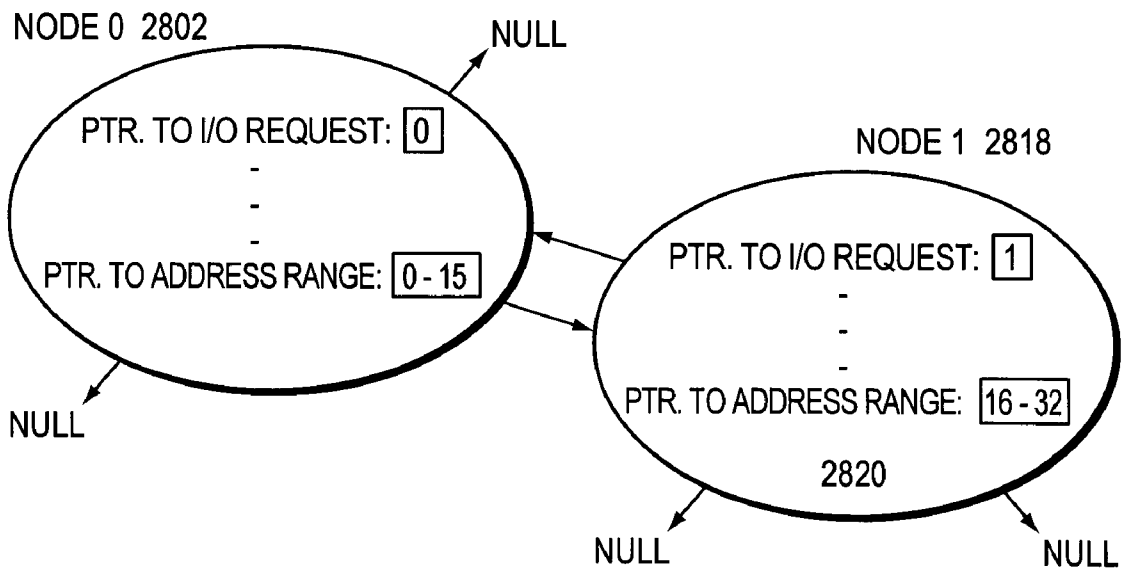 NODE 0 2802
NULL
PTR. TO I/O REQUEST: 0
-
-
-
PTR. TO ADDRESS RANGE: 0 - 15
NULL
NODE 1 2818
PTR. TO I/O REQUEST: 1
-
-
-
PTR. TO ADDRESS RANGE: 16 - 32
2820
NULL
NULL